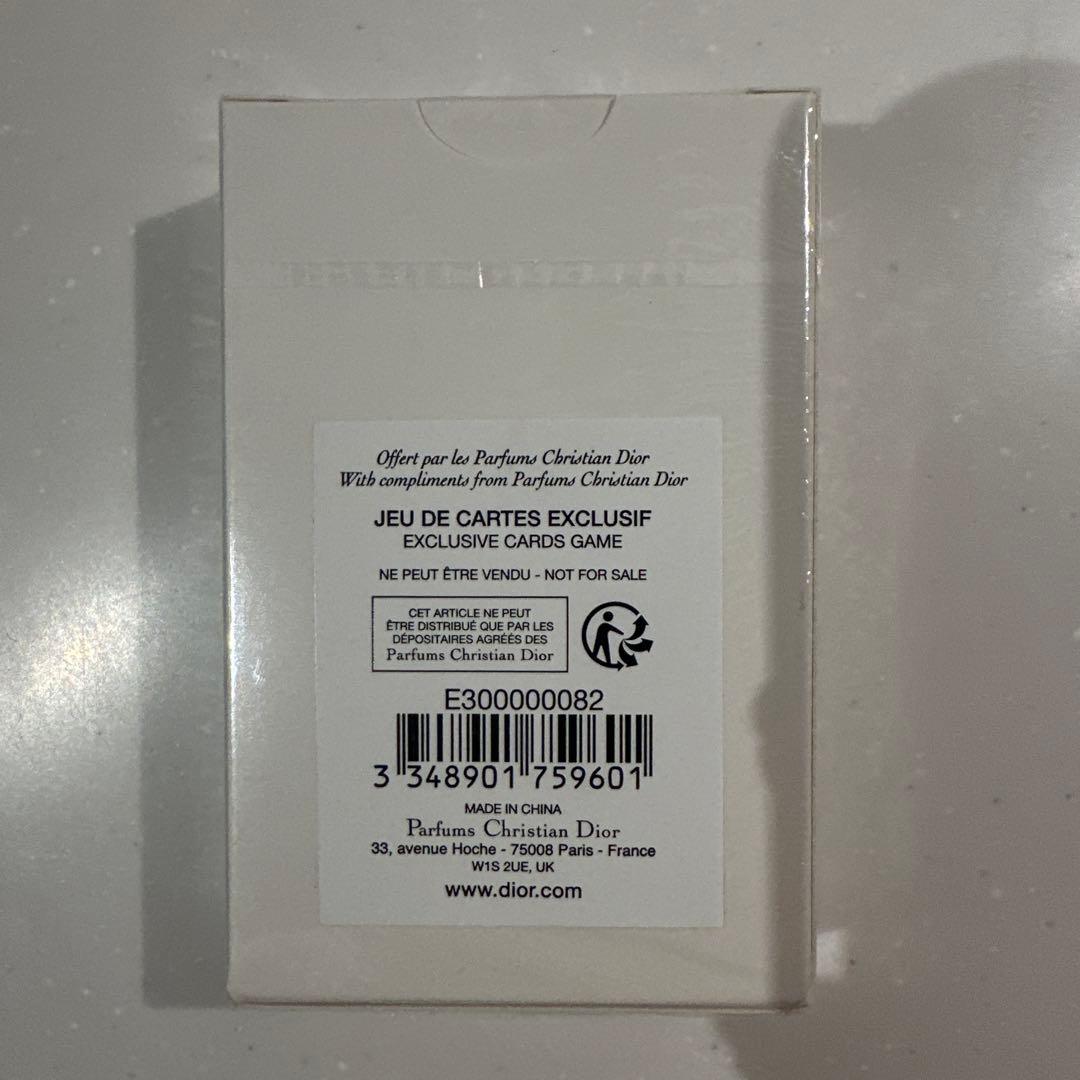 Offert par les Parfums Christian Dior
With compliments from Parfums Christian Dior
JEU DE CARTES EXCLUSIF
EXCLUSIVE CARDS GAME
NE PEUT ÊTRE VENDU - NOT FOR SALE
CET ARTICLE NE PEUT
ÊTRE DISTRIBUÉ QUE PAR LES
DÉPOSITAIRES AGRÉÉS DES
Parfums Christian Dior
E300000082
3 348901 759601
MADE IN CHINA
Parfums Christian Dior
33, avenue Hoche - 75008 Paris - France
W1S 2UE, UK
www.dior.com